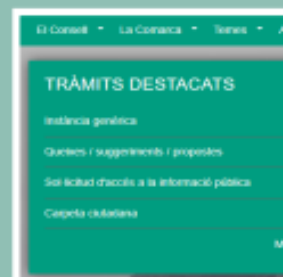 El Consell La Comarca Temes
TRÀMITS DESTACATS
Instància genèrica
Queixes / suggeriments / propostes
Sol·licitud d'accés a la informació pública
Carpeta ciutadana